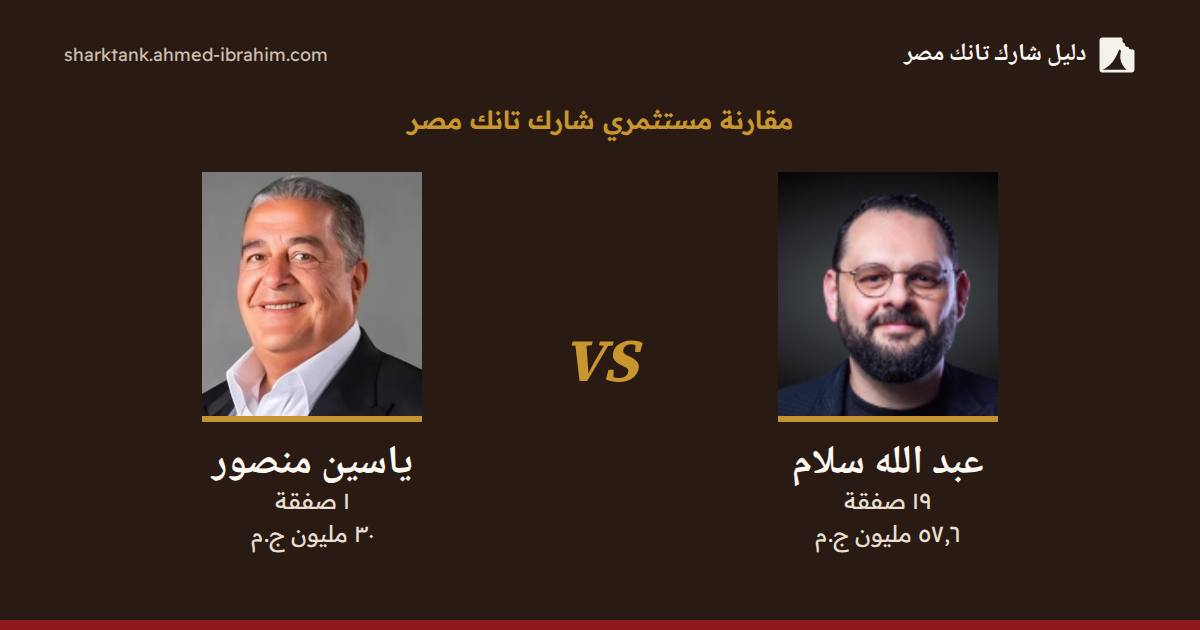 دليل شارك تانك مصر
sharktank.ahmed-ibrahim.com
مقارنة مستثمري شارك تانك مصر
VS
عبد الله سلام
١٩ صفقة
٥٧٫٦ مليون ج.م
ياسين منصور
١ صفقة
٣٠ مليون ج.م